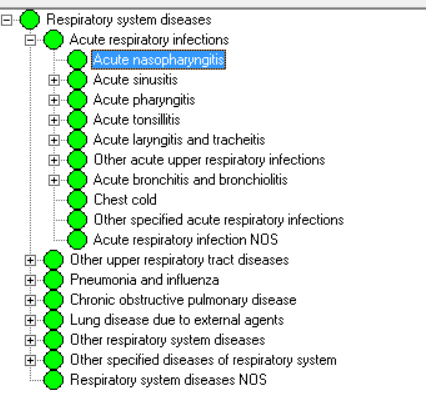 Respiratory system diseases
Acute respiratory infections
Acute nasopharyngitis
Acute sinusitis
Acute pharyngitis
Acute tonsillitis
Acute laryngitis and tracheitis
Other acute upper respiratory infections
Acute bronchitis and bronchiolitis
Chest cold
Other specified acute respiratory infections
Acute respiratory infection NOS
Other upper respiratory tract diseases
Pneumonia and influenza
Chronic obstructive pulmonary disease
Lung disease due to external agents
Other respiratory system diseases
Other specified diseases of respiratory system
Respiratory system diseases NOS